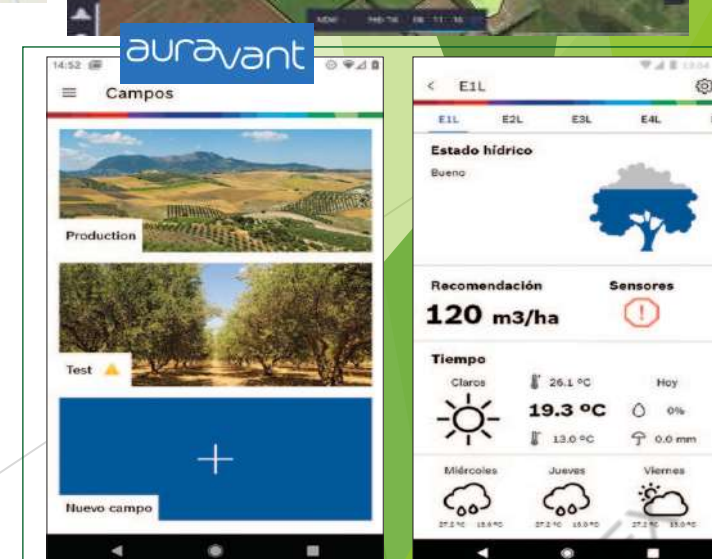 auravant
14:52
Campos
Production
Test
Nuevo campo
13:04
E1L
E1L E2L E3L E4L
Estado hídrico
Bueno
Recomendación Sensores
120 m3/ha
Tiempo
Claros 26.1 ºC Hoy
19.3 ºC 0%
13.0 ºC 0.0 mm
Miércoles Jueves Viernes